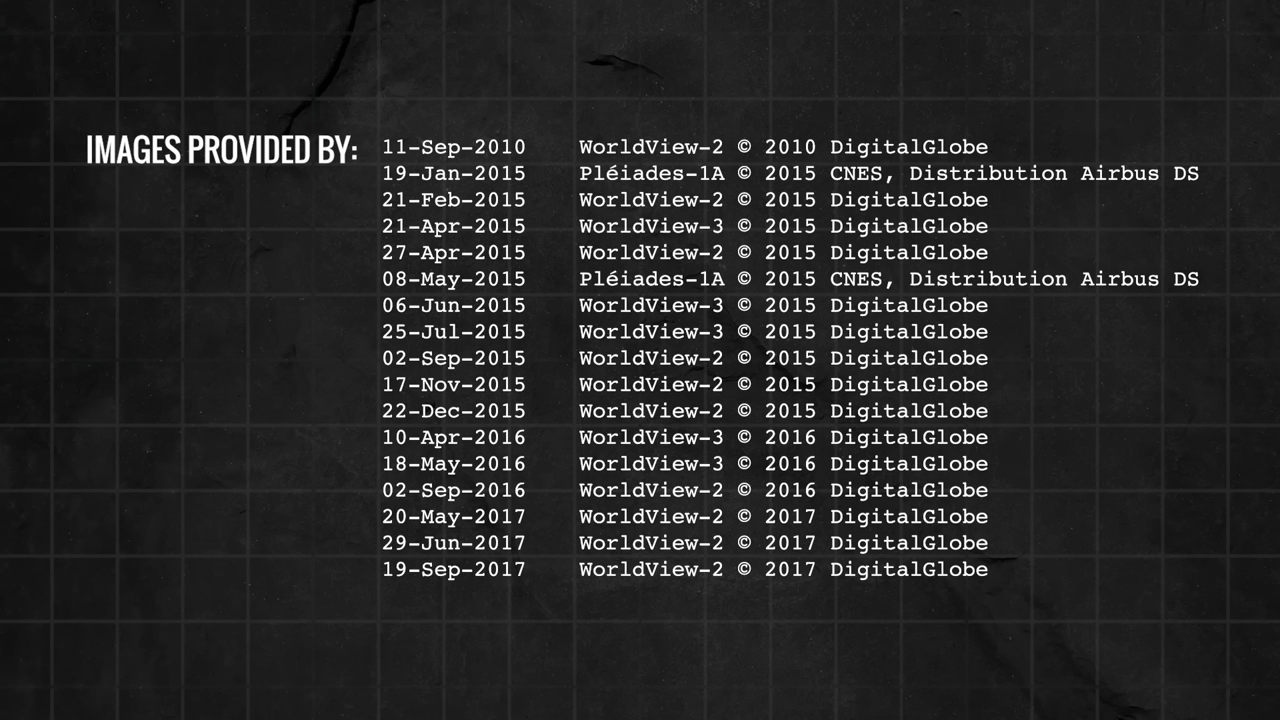 IMAGES PROVIDED BY:
11-Sep-2010 WorldView-2 © 2010 DigitalGlobe
19-Jan-2015 Pléiades-1A © 2015 CNES, Distribution Airbus DS
21-Feb-2015 WorldView-2 © 2015 DigitalGlobe
21-Apr-2015 WorldView-3 © 2015 DigitalGlobe
27-Apr-2015 WorldView-2 © 2015 DigitalGlobe
08-May-2015 Pléiades-1A © 2015 CNES, Distribution Airbus DS
06-Jun-2015 WorldView-3 © 2015 DigitalGlobe
25-Jul-2015 WorldView-3 © 2015 DigitalGlobe
02-Sep-2015 WorldView-2 © 2015 DigitalGlobe
17-Nov-2015 WorldView-2 © 2015 DigitalGlobe
22-Dec-2015 WorldView-2 © 2015 DigitalGlobe
10-Apr-2016 WorldView-3 © 2016 DigitalGlobe
18-May-2016 WorldView-3 © 2016 DigitalGlobe
02-Sep-2016 WorldView-2 © 2016 DigitalGlobe
20-May-2017 WorldView-2 © 2017 DigitalGlobe
29-Jun-2017 WorldView-2 © 2017 DigitalGlobe
19-Sep-2017 WorldView-2 © 2017 DigitalGlobe